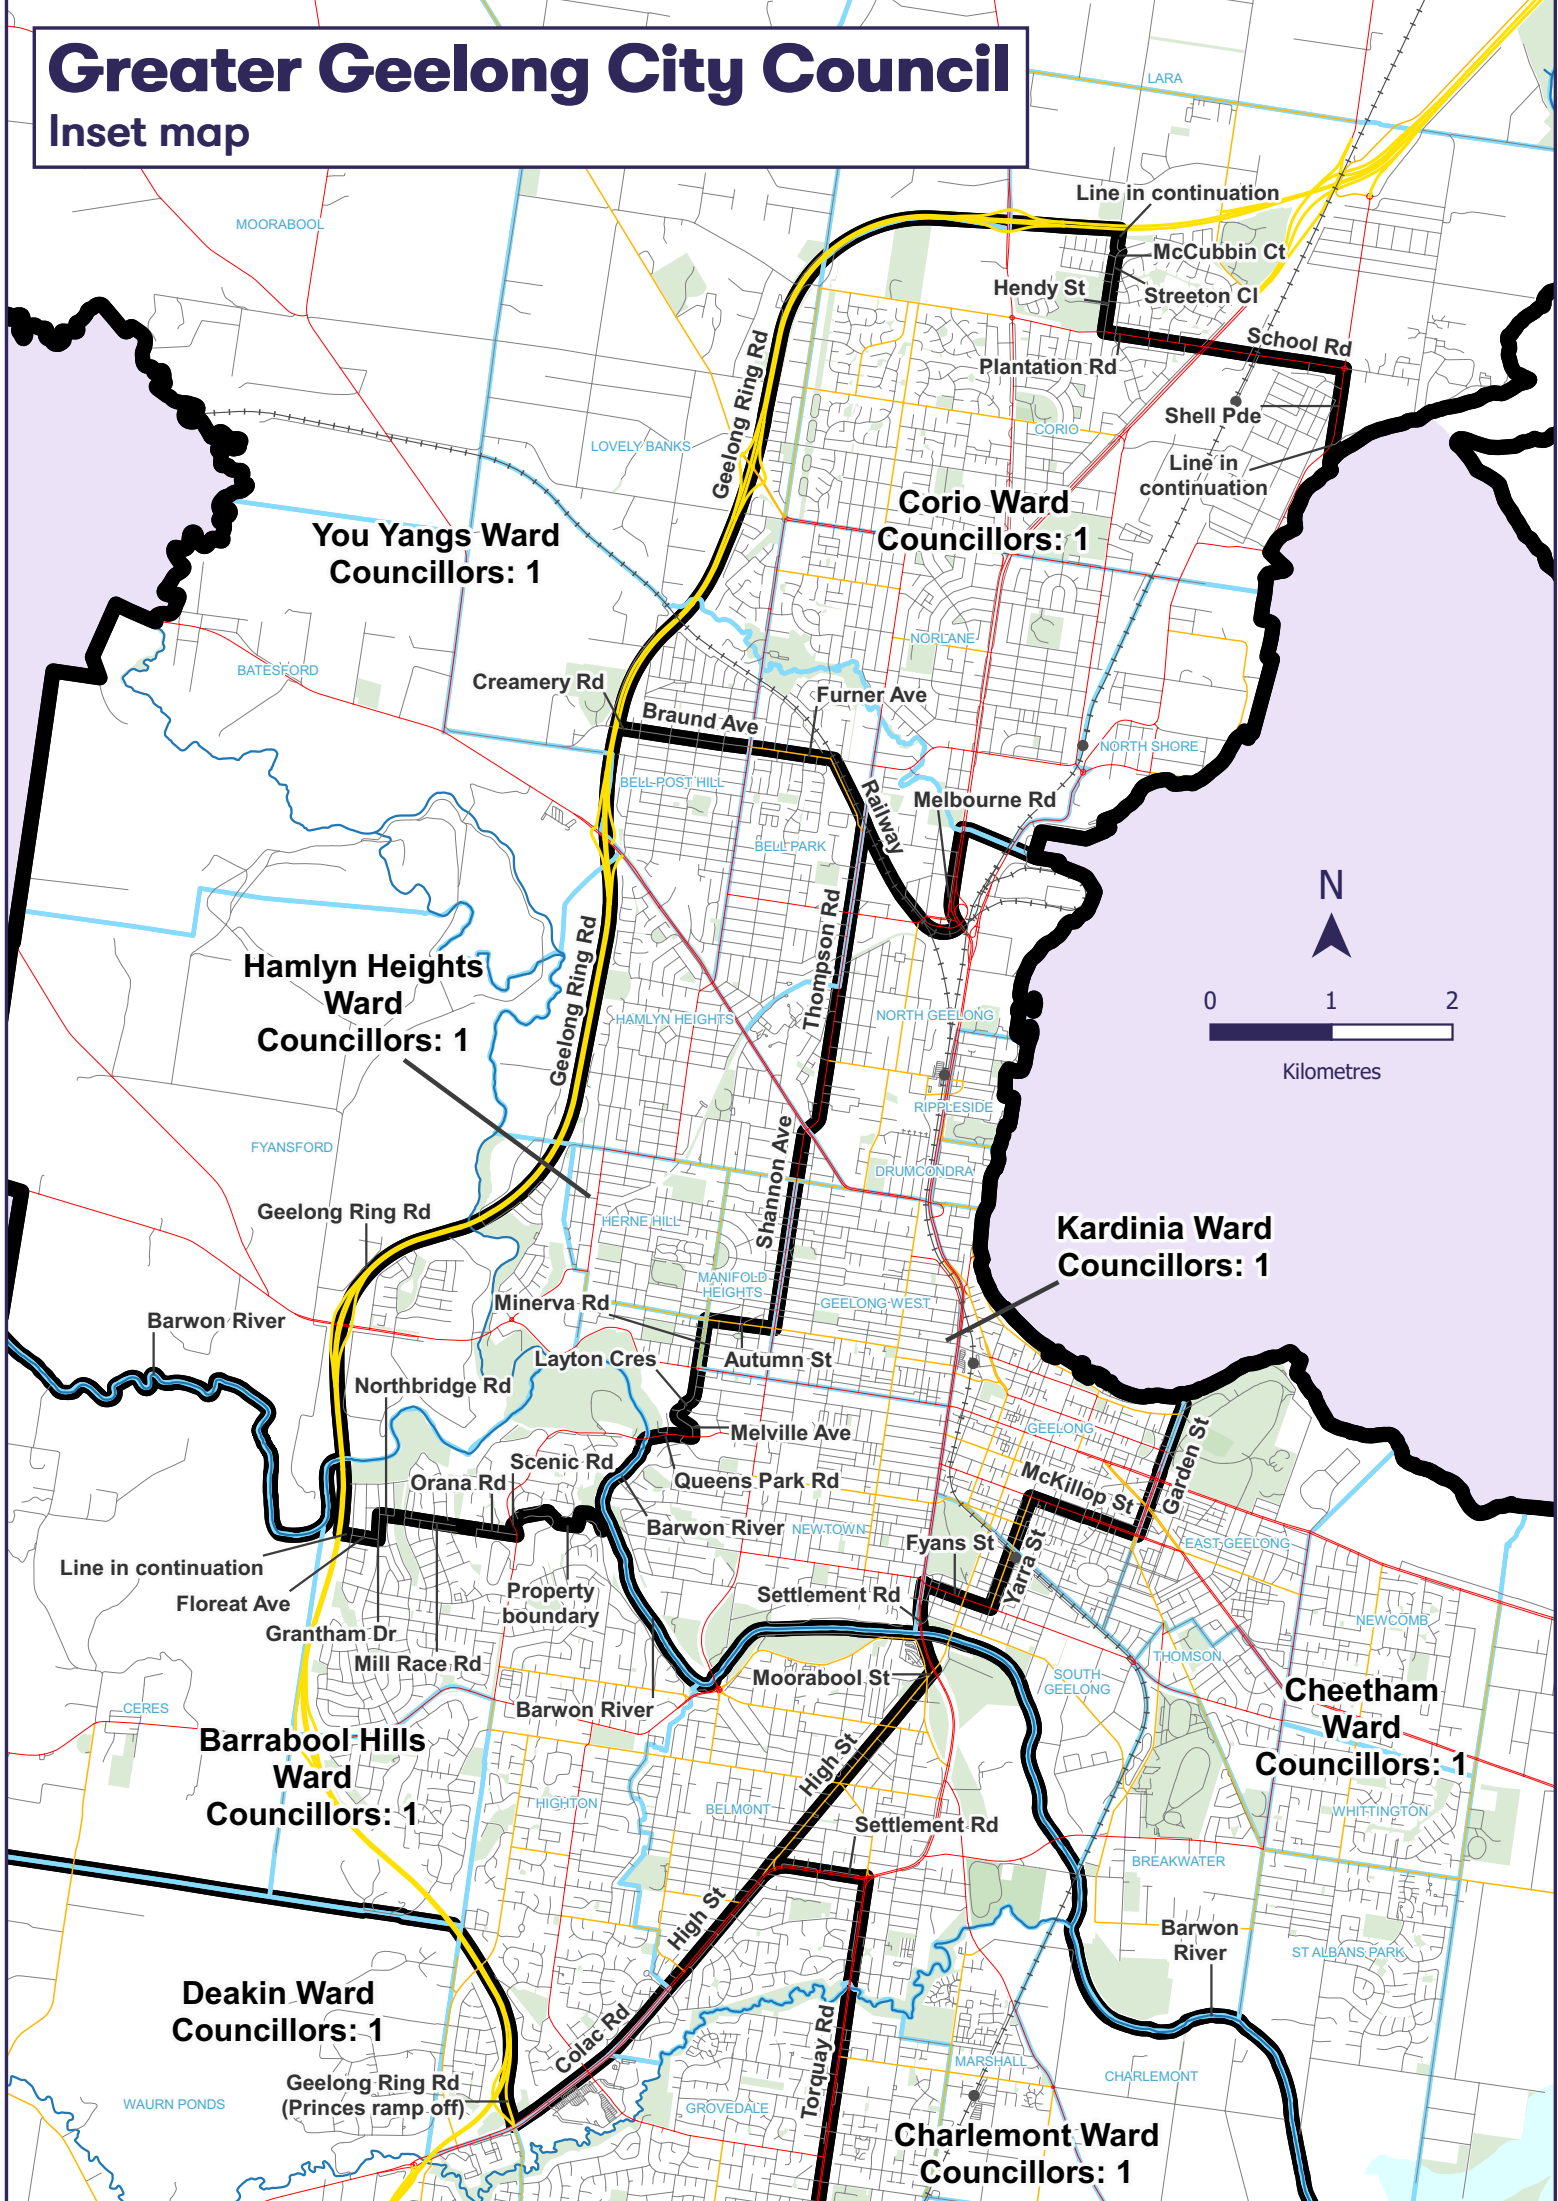 Greater Geelong City Council
Inset map
LARA
Line in continuation
MOORABOOL
McCubbin Ct
Hendy St
Streeton Cl
School Rd
Plantation Rd
Geelong Ring Rd
Shell Pde
CORIO
LOVELY BANKS
Line in
continuation
Corio Ward
Councillors: 1
You Yangs Ward
Councillors: 1
NORLANE
BATESFORD
Creamery Rd
Furner Ave
Braund Ave
NORTH SHORE
BELL POST HILL
Railway
Melbourne Rd
BELL PARK
N
Thompson Rd
Geelong Ring Rd
Hamlyn Heights
Ward
Councillors: 1
0 1 2
Kilometres
HAMLYN HEIGHTS
NORTH GEELONG
RIPPLESIDE
FYANSFORD
Shannon Ave
DRUMCONDRA
Geelong Ring Rd
HERNE HILL
Kardinia Ward
Councillors: 1
MANIFOLD
HEIGHTS
Minerva Rd
GEELONG WEST
Barwon River
Layton Cres
Autumn St
Northbridge Rd
Melville Ave
GEELONG
Garden St
Scenic Rd
Orana Rd
Queens Park Rd
McKillop St
Barwon River
NEWTOWN
Fyans St
Yarra St
EAST GEELONG
Line in continuation
Floreat Ave
Property
boundary
Settlement Rd
Grantham Dr
NEWCOMB
Mill Race Rd
THOMSON
Moorabool St
SOUTH
GEELONG
Cheetham
Ward
Councillors: 1
CERES
Barwon River
Barrabool Hills
Ward
Councillors: 1
High St
HIGHTON
BELMONT
WHITTINGTON
Settlement Rd
BREAKWATER
High St
Barwon
River
ST ALBANS PARK
Deakin Ward
Councillors: 1
Colac Rd
Torquay Rd
MARSHALL
CHARLEMONT
Geelong Ring Rd
(Princes ramp off)
WAURN PONDS
GROVEDALE
Charlemont Ward
Councillors: 1